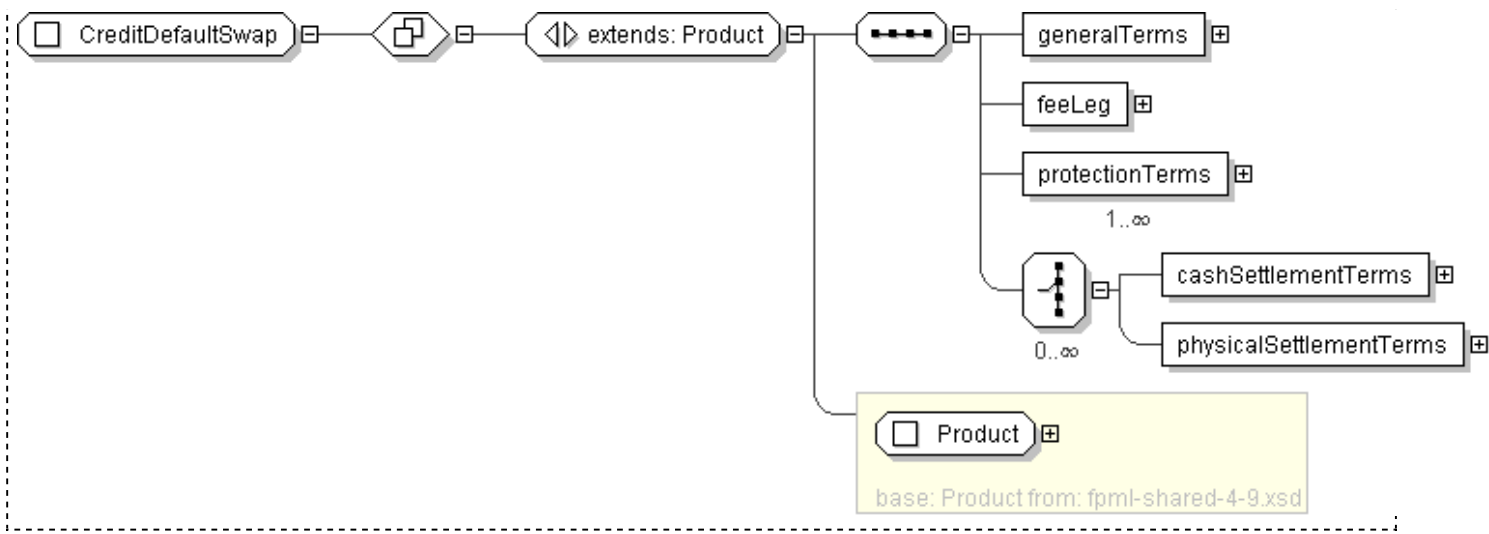 CreditDefaultSwap
extends: Product
generalTerms
feeLeg
protectionTerms
1..∞
cashSettlementTerms
0..∞
physicalSettlementTerms
Product
base: Product from: fpml-shared-4-9.xsd